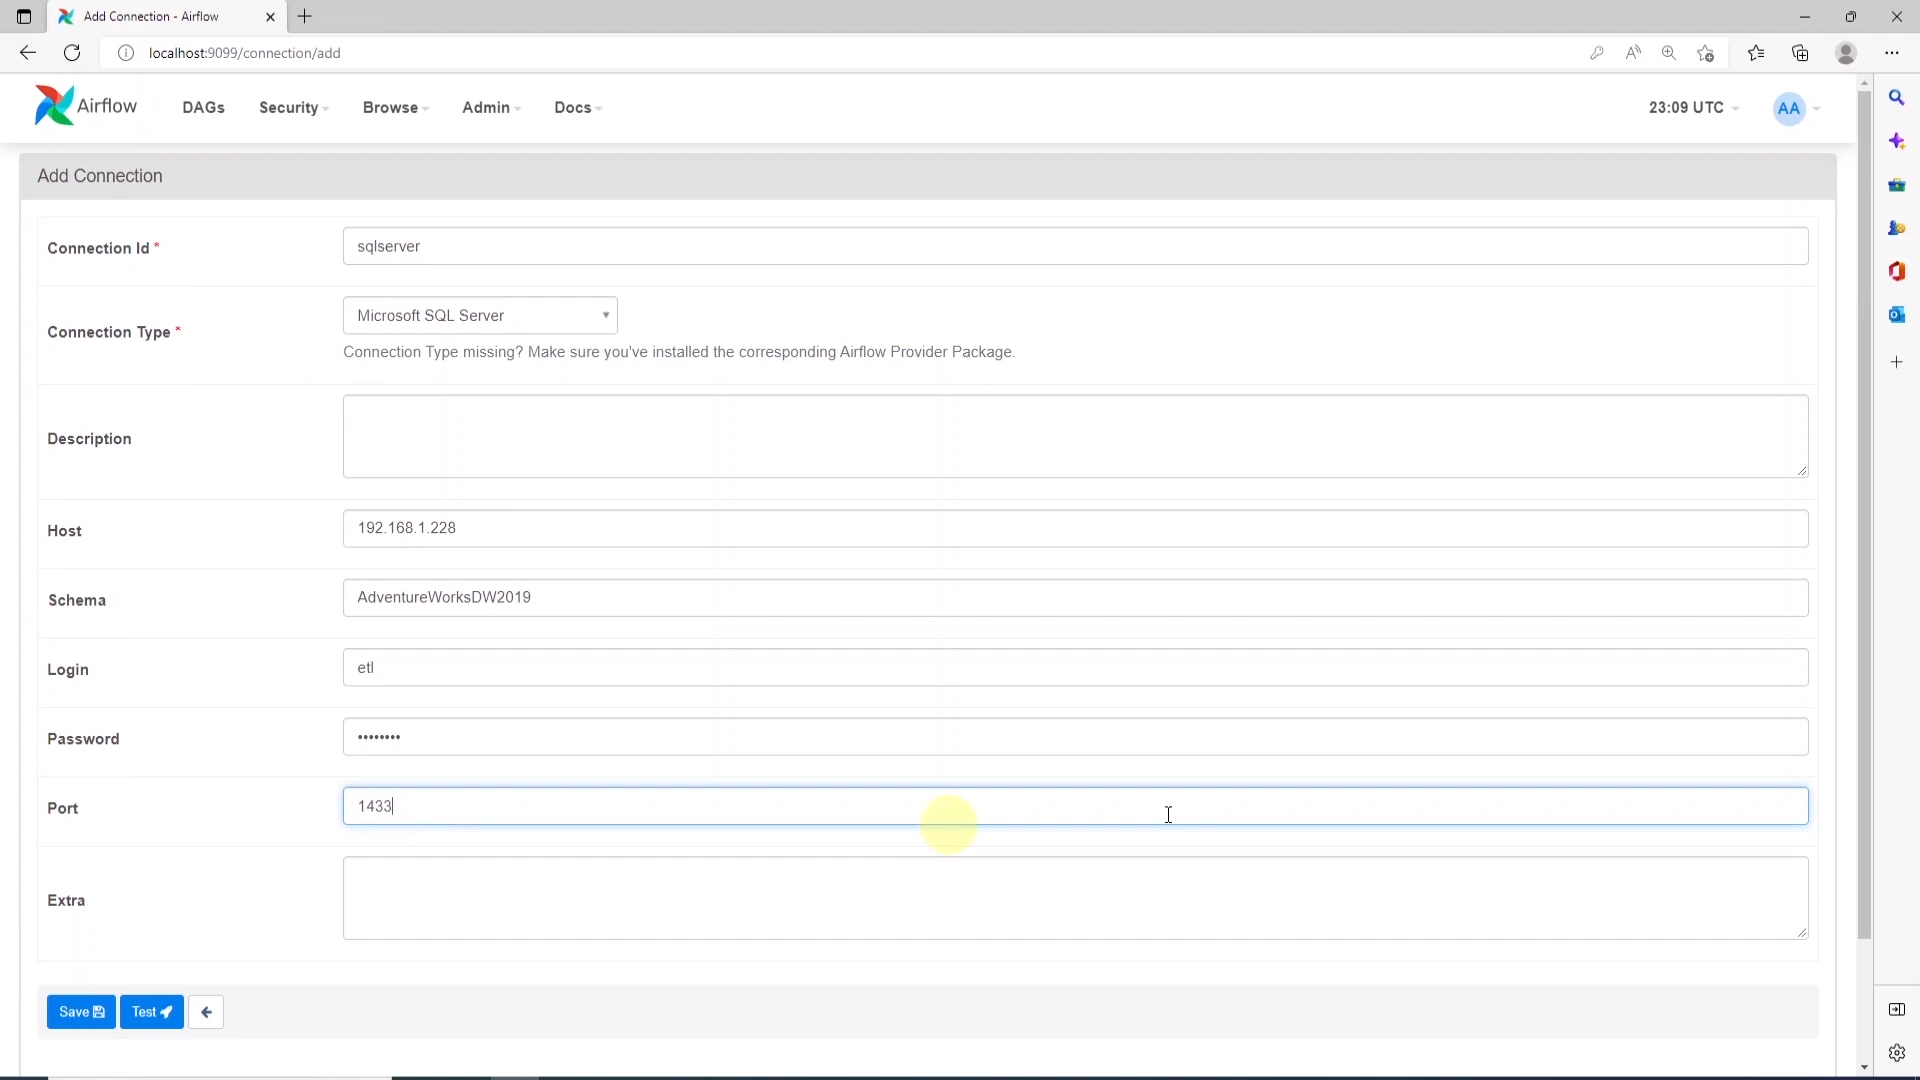 Add Connection - Airflow
localhost:9099/connection/add
Airflow DAGs Security Browse Admin Docs 23:09 UTC AA
Add Connection
Connection Id * sqlserver
Connection Type * Microsoft SQL Server
Connection Type missing? Make sure you've installed the corresponding Airflow Provider Package.
Description
Host 192.168.1.228
Schema AdventureWorksDW2019
Login etl
Password ••••••••
Port 1433
Extra
Save Test